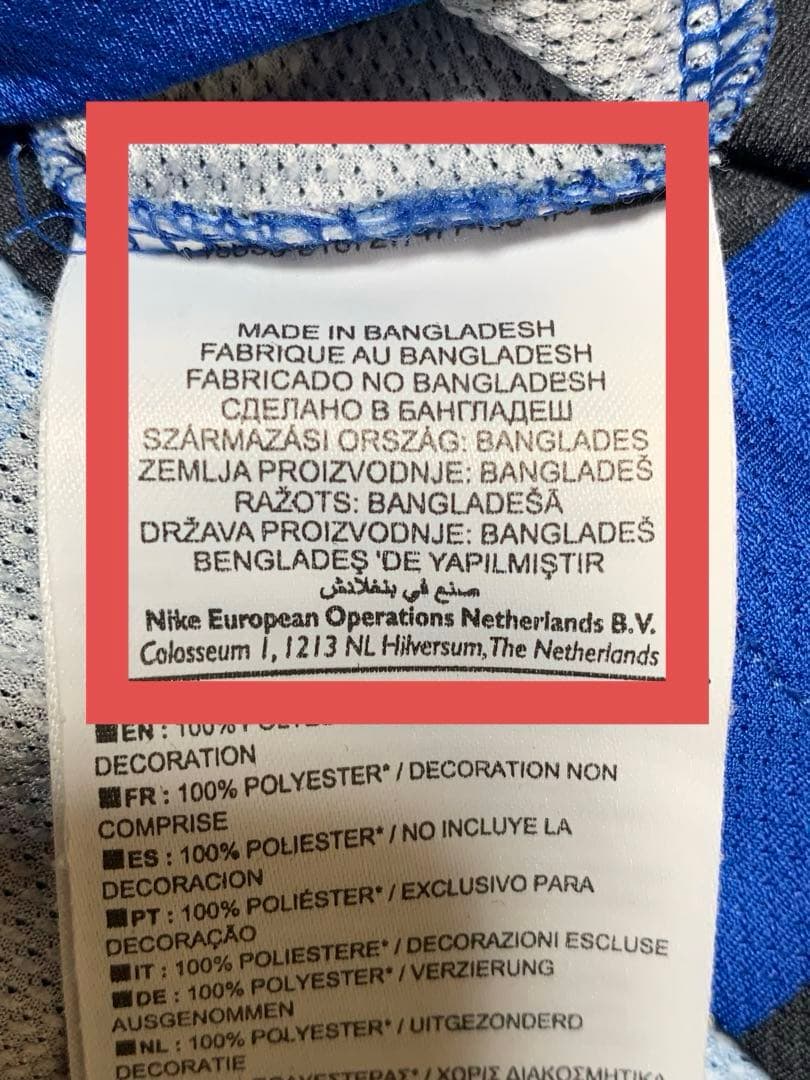 MADE IN BANGLADESH
FABRIQUE AU BANGLADESH
FABRICADO NO BANGLADESH
СДЕЛАНО В БАНГЛАДЕШ
SZÁRMAZÁSI ORSZÁG: BANGLADES
ZEMLJA PROIZVODNJE: BANGLADEŠ
RAŽOTS: BANGLADEŠĀ
DRŽAVA PROIZVODNJE: BANGLADEŠ
BENGLADEŞ 'DE YAPILMIŞTIR
صنع في بنغلادش
Nike European Operations Netherlands B.V.
Colosseum 1, 1213 NL Hilversum, The Netherlands
EN : 100%
DECORATION
FR : 100% POLYESTER* / DECORATION NON
COMPRISE
ES : 100% POLIESTER* / NO INCLUYE LA
DECORACION
PT : 100% POLIÉSTER* / EXCLUSIVO PARA
DECORAÇÃO
IT : 100% POLIESTERE* / DECORAZIONI ESCLUSE
DE : 100% POLYESTER* / VERZIERUNG
AUSGENOMMEN
NL : 100% POLYESTER* / UITGEZONDERD
DECORATIE
ΧΩΡΙΣ ΔΙΑΚΟΣΜΗΤΙΚΑ